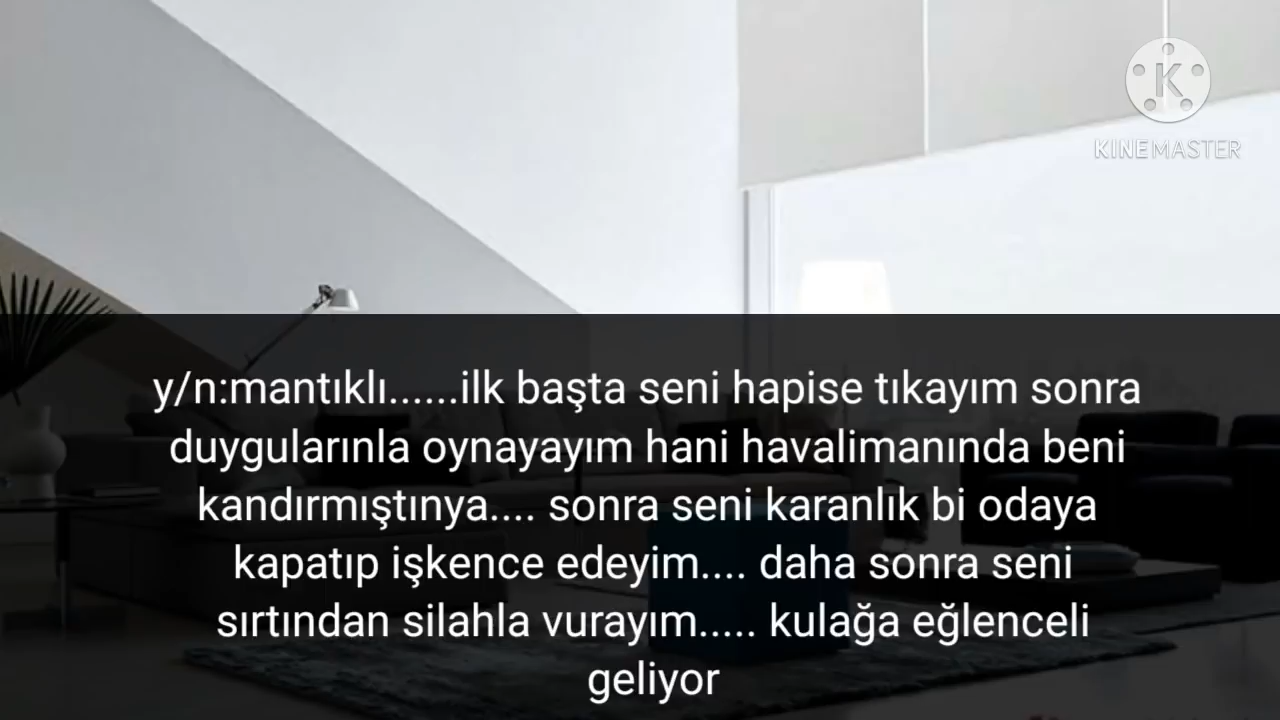 KINEMASTER
y/n:mantıklı......ilk başta seni hapise tıkayım sonra
duygularınla oynayayım hani havalimanında beni
kandırmıştınya.... sonra seni karanlık bi odaya
kapatıp işkence edeyim.... daha sonra seni
sırtından silahla vurayım..... kulağa eğlenceli
geliyor